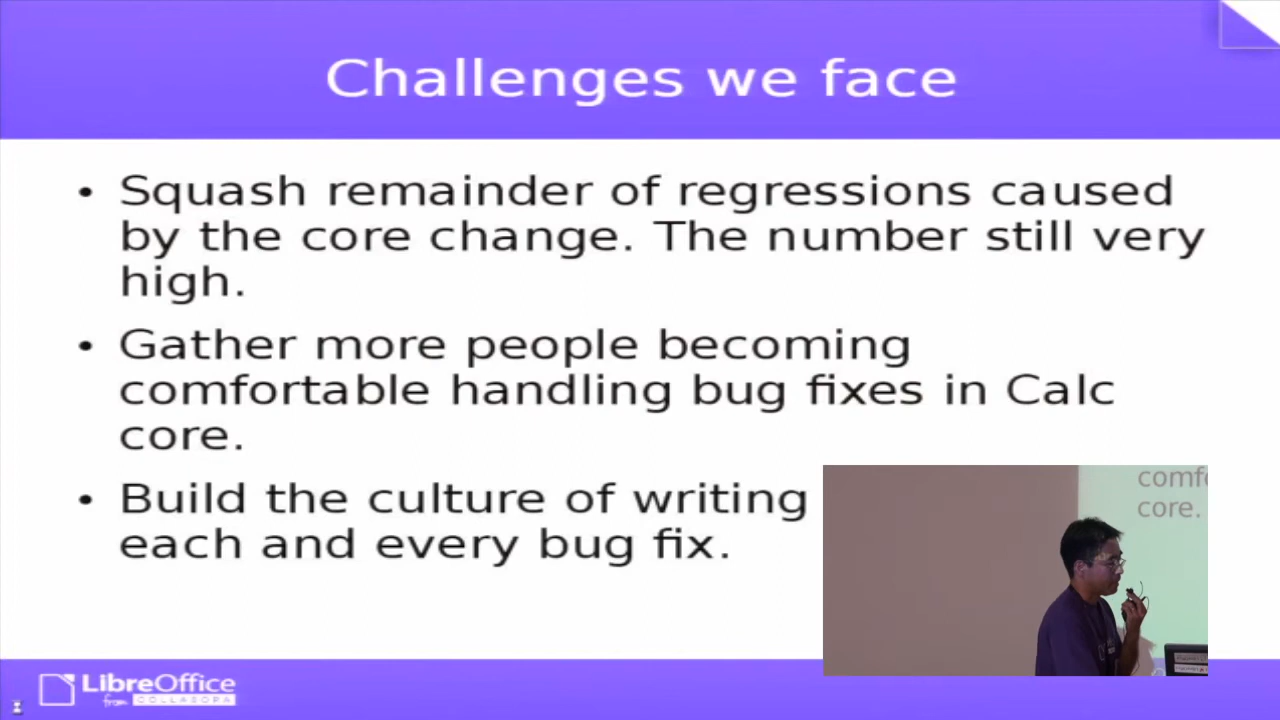 Challenges we face
• Squash remainder of regressions caused
by the core change. The number still very
high.
• Gather more people becoming
comfortable handling bug fixes in Calc
core.
• Build the culture of writing
each and every bug fix.
core.
LibreOffice
from COLLABORA